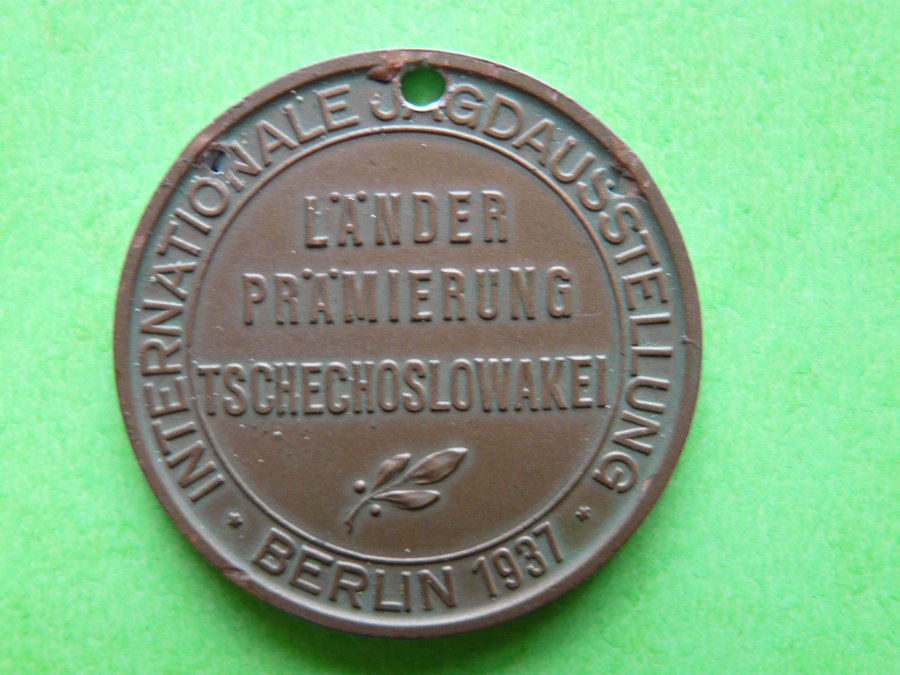 INTERNATIONALE JAGDAUSSTELLUNG
LÄNDER
PRÄMIERUNG
TSCHECHOSLOWAKEI
* BERLIN 1937 *